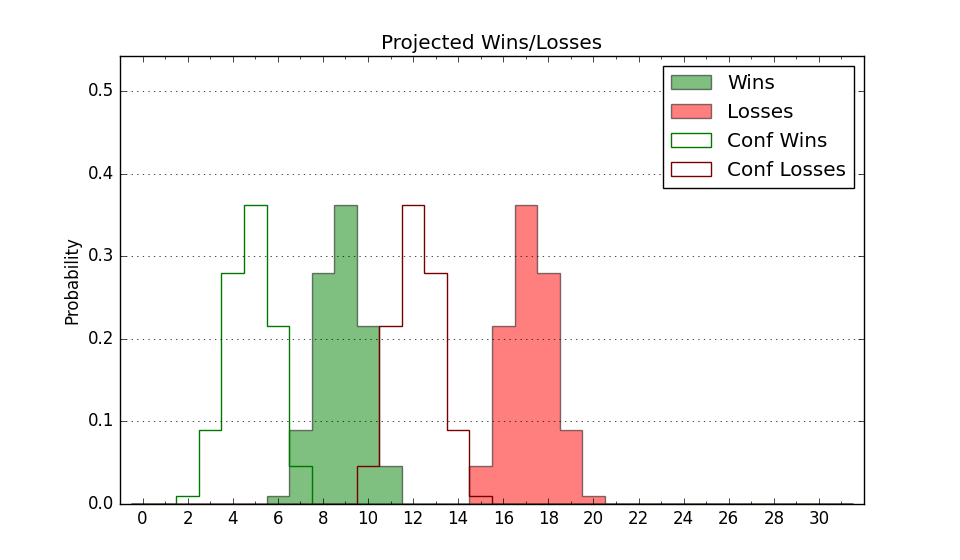 Projected Wins/Losses
Wins
Losses
Conf Wins
Conf Losses
Probability
0.5
0.4
0.3
0.2
0.1
0.0
0 2 4 6 8 10 12 14 16 18 20 22 24 26 28 30